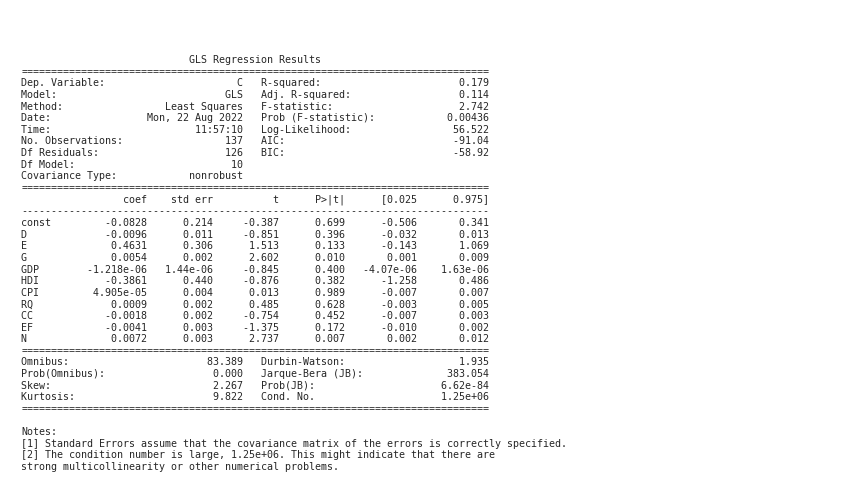 GLS Regression Results
==============================================================================
Dep. Variable:                      C   R-squared:                       0.179
Model:                            GLS   Adj. R-squared:                  0.114
Method:                 Least Squares   F-statistic:                     2.742
Date:                Mon, 22 Aug 2022   Prob (F-statistic):            0.00436
Time:                        11:57:10   Log-Likelihood:                 56.522
No. Observations:                 137   AIC:                            -91.04
Df Residuals:                     126   BIC:                            -58.92
Df Model:                          10
Covariance Type:            nonrobust
==============================================================================
                 coef    std err          t      P>|t|      [0.025      0.975]
------------------------------------------------------------------------------
const         -0.0828      0.214     -0.387      0.699      -0.506       0.341
D             -0.0096      0.011     -0.851      0.396      -0.032       0.013
E              0.4631      0.306      1.513      0.133      -0.143       1.069
G              0.0054      0.002      2.602      0.010       0.001       0.009
GDP        -1.218e-06   1.44e-06     -0.845      0.400   -4.07e-06    1.63e-06
HDI           -0.3861      0.440     -0.876      0.382      -1.258       0.486
CPI         4.905e-05      0.004      0.013      0.989      -0.007       0.007
RQ             0.0009      0.002      0.485      0.628      -0.003       0.005
CC            -0.0018      0.002     -0.754      0.452      -0.007       0.003
EF            -0.0041      0.003     -1.375      0.172      -0.010       0.002
N              0.0072      0.003      2.737      0.007       0.002       0.012
==============================================================================
Omnibus:                       83.389   Durbin-Watson:                   1.935
Prob(Omnibus):                  0.000   Jarque-Bera (JB):              383.054
Skew:                           2.267   Prob(JB):                     6.62e-84
Kurtosis:                       9.822   Cond. No.                     1.25e+06
==============================================================================

Notes:
[1] Standard Errors assume that the covariance matrix of the errors is correctly specified.
[2] The condition number is large, 1.25e+06. This might indicate that there are
strong multicollinearity or other numerical problems.